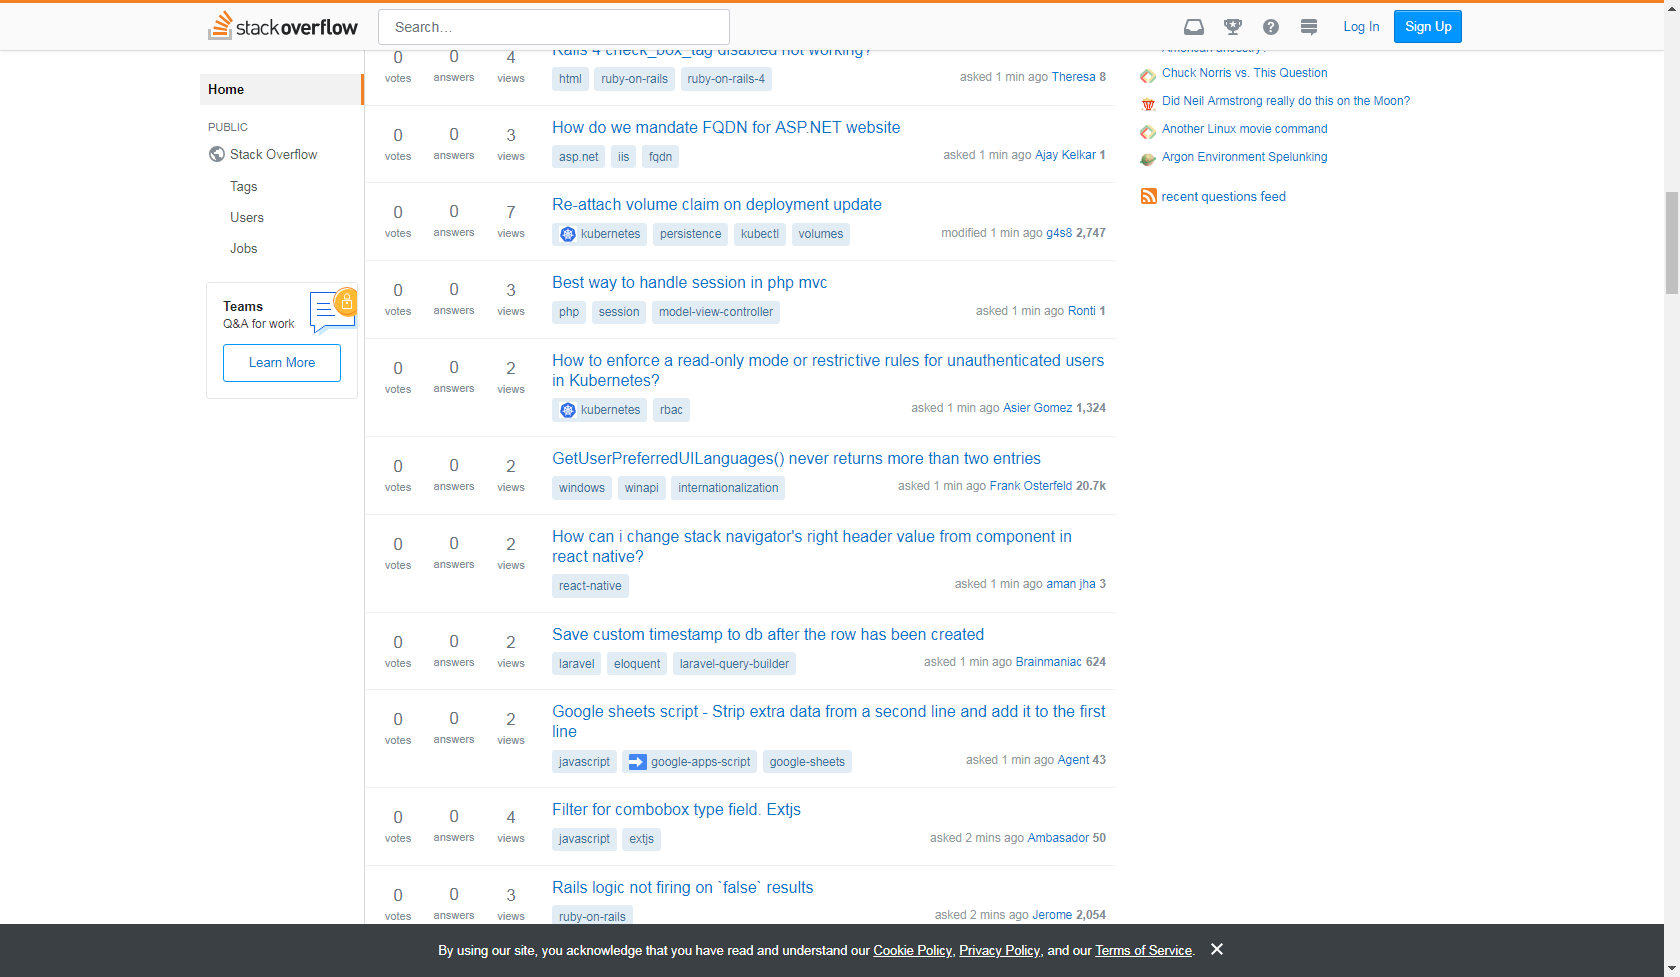 stackoverflow
Search...
Log In
Sign Up
Home
PUBLIC
Stack Overflow
Tags
Users
Jobs
Teams
Q&A for work
Learn More
0 votes 0 answers 4 views
Rails 4 check_box_tag disabled not working?
html ruby-on-rails ruby-on-rails-4
asked 1 min ago Theresa 8
0 votes 0 answers 3 views
How do we mandate FQDN for ASP.NET website
asp.net iis fqdn
asked 1 min ago Ajay Kelkar 1
0 votes 0 answers 7 views
Re-attach volume claim on deployment update
kubernetes persistence kubectl volumes
modified 1 min ago g4s8 2,747
0 votes 0 answers 3 views
Best way to handle session in php mvc
php session model-view-controller
asked 1 min ago Ronti 1
0 votes 0 answers 2 views
How to enforce a read-only mode or restrictive rules for unauthenticated users
in Kubernetes?
kubernetes rbac
asked 1 min ago Asier Gomez 1,324
0 votes 0 answers 2 views
GetUserPreferredUILanguages() never returns more than two entries
windows winapi internationalization
asked 1 min ago Frank Osterfeld 20.7k
0 votes 0 answers 2 views
How can i change stack navigator's right header value from component in
react native?
react-native
asked 1 min ago aman jha 3
0 votes 0 answers 2 views
Save custom timestamp to db after the row has been created
laravel eloquent laravel-query-builder
asked 1 min ago Brainmaniac 624
0 votes 0 answers 2 views
Google sheets script - Strip extra data from a second line and add it to the first
line
javascript google-apps-script google-sheets
asked 1 min ago Agent 43
0 votes 0 answers 4 views
Filter for combobox type field. Extjs
javascript extjs
asked 2 mins ago Ambasador 50
0 votes 0 answers 3 views
Rails logic not firing on `false` results
ruby-on-rails
asked 2 mins ago Jerome 2,054
American ancestry?
Chuck Norris vs. This Question
Did Neil Armstrong really do this on the Moon?
Another Linux movie command
Argon Environment Spelunking
recent questions feed
By using our site, you acknowledge that you have read and understand our Cookie Policy, Privacy Policy, and our Terms of Service.